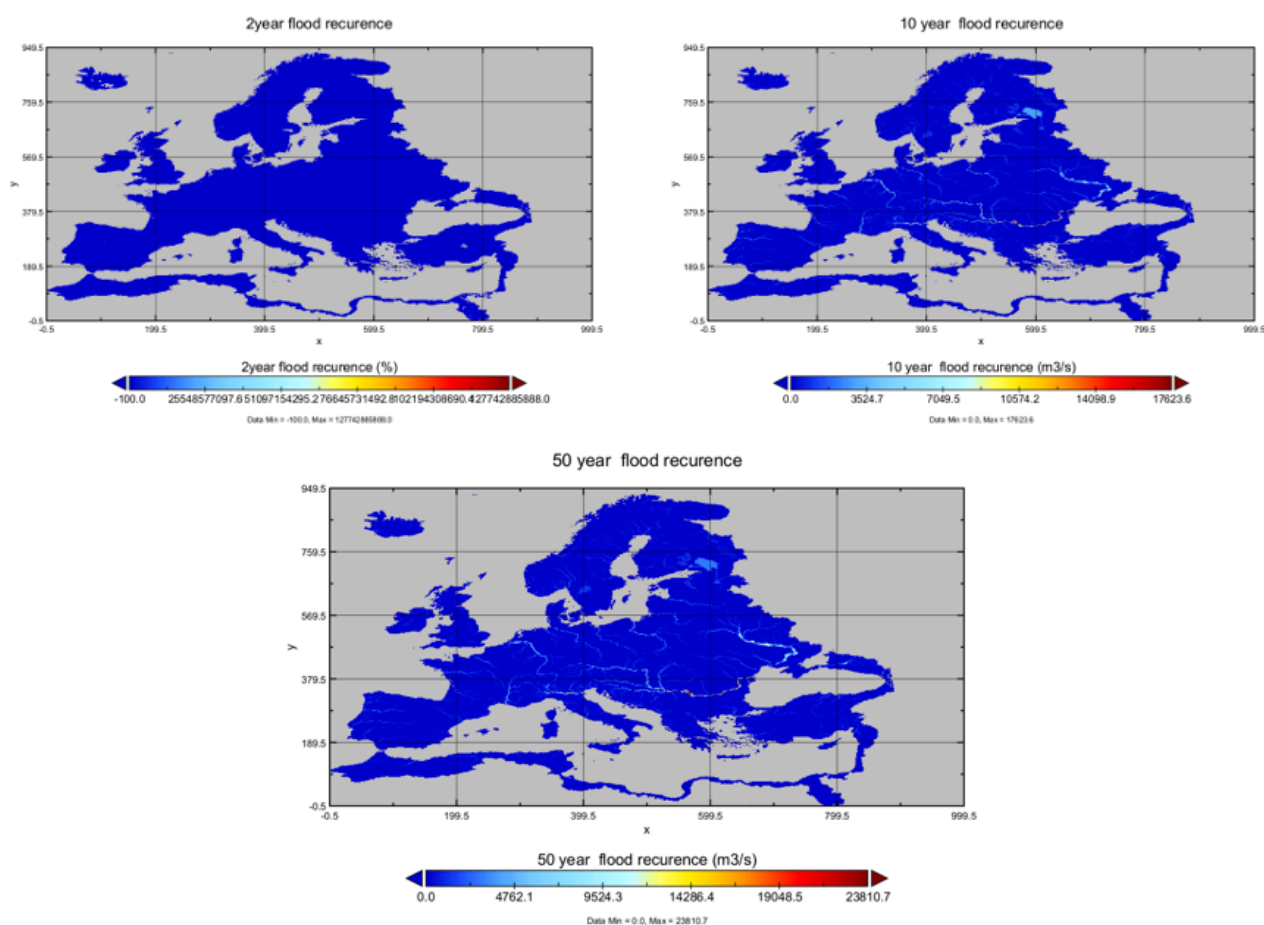 2year flood recurence
949.5
759.5
569.5
379.5
189.5
-0.5
y
-0.5 199.5 399.5 599.5 799.5 999.5
x
2year flood recurence (%)
-100.0 25548577097.6 51097154295.2 76645731492.8 102194308690.4 127742885888.0
Data Min = -100.0, Max = 127742885888.0
10 year flood recurence
949.5
759.5
569.5
379.5
189.5
-0.5
y
-0.5 199.5 399.5 599.5 799.5 999.5
x
10 year flood recurence (m3/s)
0.0 3524.7 7049.5 10574.2 14098.9 17623.6
Data Min = 0.0, Max = 17623.6
50 year flood recurence
949.5
759.5
569.5
379.5
189.5
-0.5
y
-0.5 199.5 399.5 599.5 799.5 999.5
x
50 year flood recurence (m3/s)
0.0 4762.1 9524.3 14286.4 19048.5 23810.7
Data Min = 0.0, Max = 23810.7